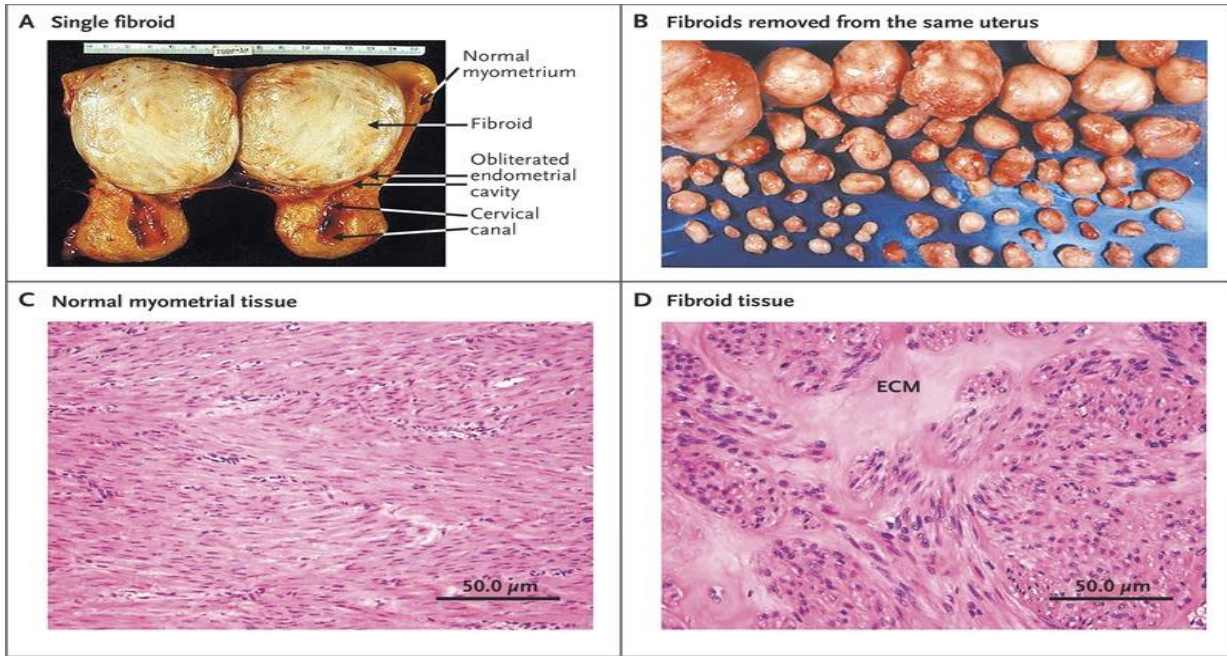 A Single fibroid
Normal
myometrium
Fibroid
Obliterated
endometrial
cavity
Cervical
canal
B Fibroids removed from the same uterus
C Normal myometrial tissue
50.0 μm
D Fibroid tissue
ECM
50.0 μm